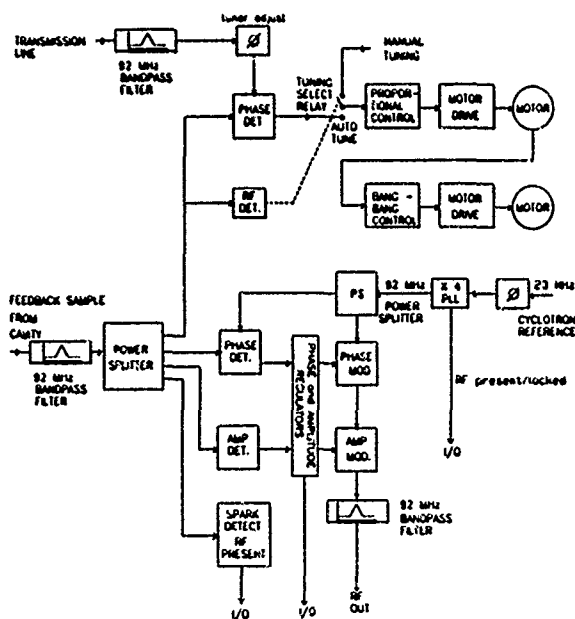 tuner adjust
TRANSMISSION
LINE
Ø
92 MHz
BANDPASS
FILTER
MANUAL
TUNING
TUNING
SELECT
RELAY
PHASE
DET
AUTO
TUNE
PROPOR-
TIONAL
CONTROL
MOTOR
DRIVE
MOTOR
RF
DET.
BANG -
BANG
CONTROL
MOTOR
DRIVE
MOTOR
FEEDBACK SAMPLE
FROM
CAVITY
92 MHz
BANDPASS
FILTER
POWER
SPLITTER
PS
92 MHz
POWER
SPLITTER
X 4
PLL
Ø
23 MHz
CYCLOTRON
REFERENCE
PHASE
DET.
PHASE and AMPLITUDE
REGULATORS
PHASE
MOD
RF present/locked
I/O
AMP
DET.
AMP
MOD.
92 MHz
BANDPASS
FILTER
SPARK
DETECT
RF
PRESENT
I/O
I/O
RF
OUT